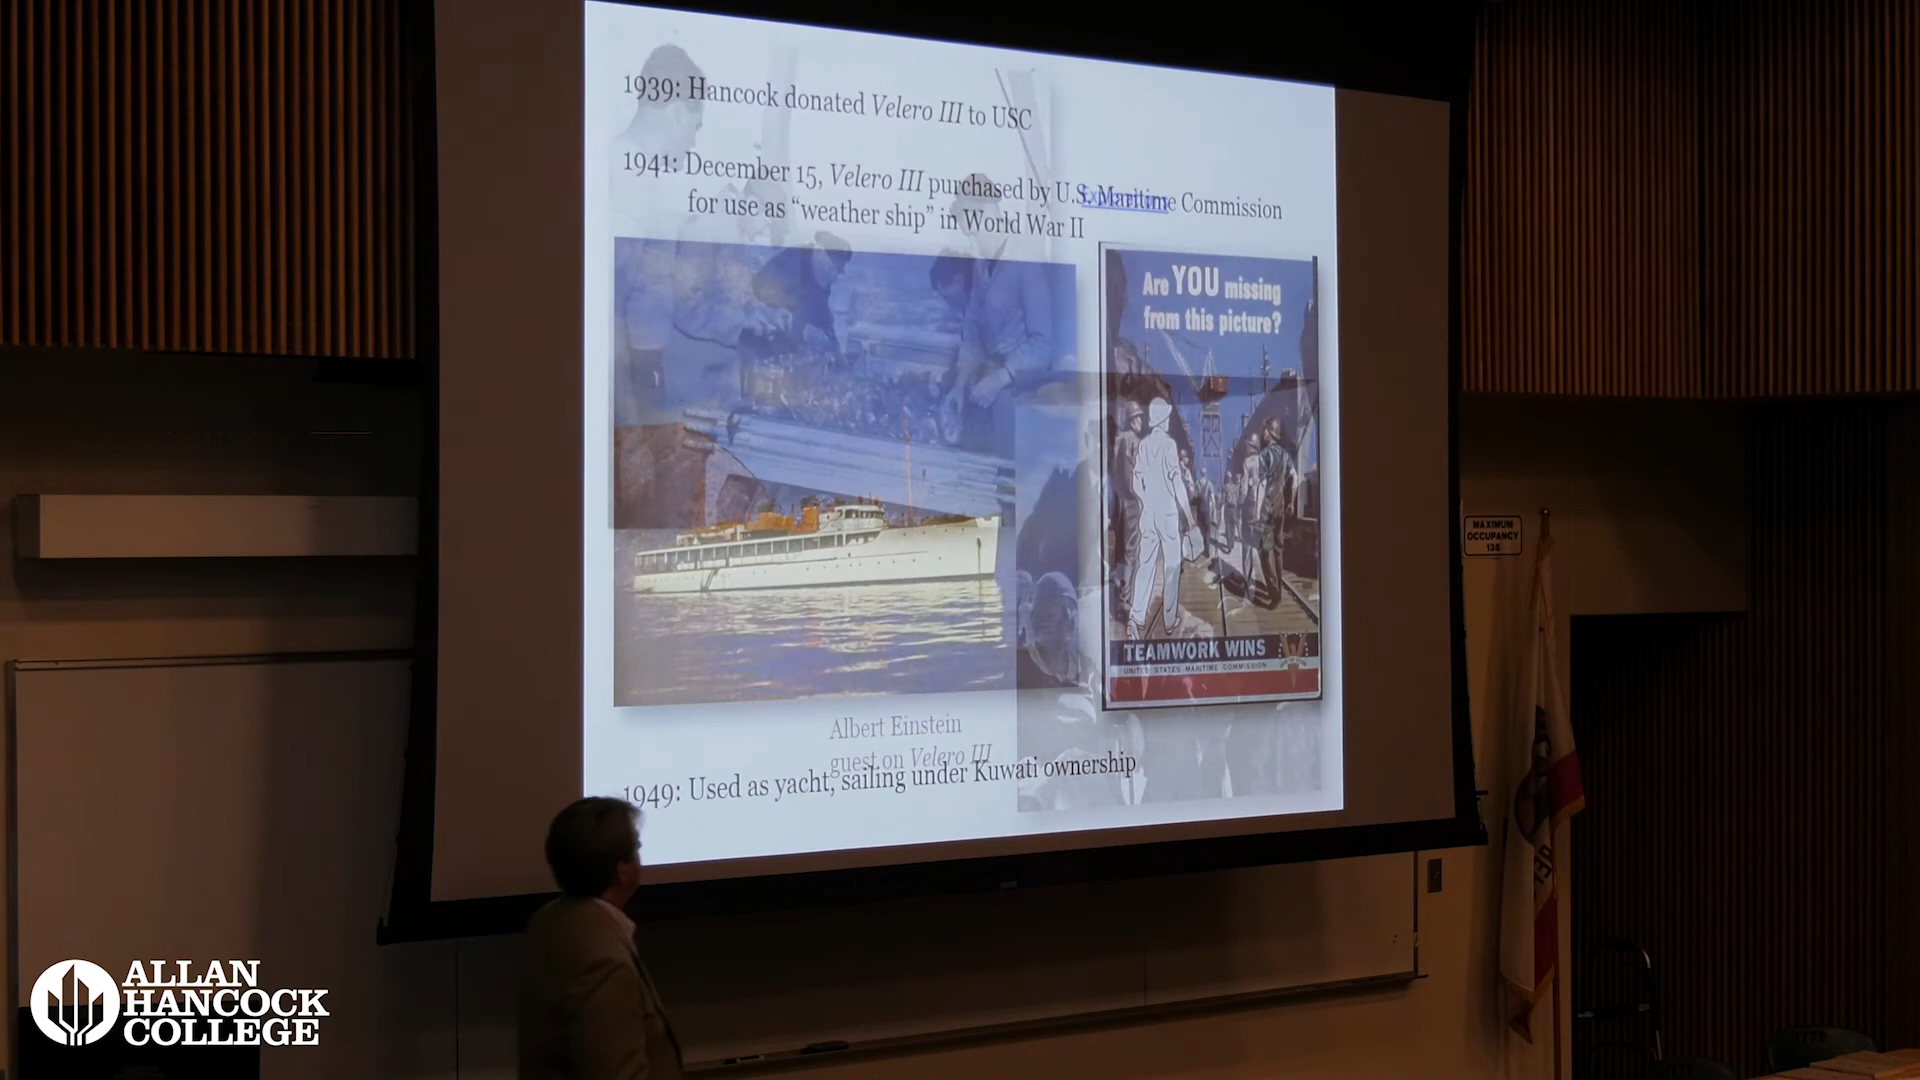 1939: Hancock donated Velero III to USC
1941: December 15, Velero III purchased by U.S. Maritime Commission
for use as “weather ship” in World War II
Are YOU missing
from this picture?
TEAMWORK WINS
UNITED STATES MARITIME COMMISSION
Albert Einstein
guest on Velero III
1949: Used as yacht, sailing under Kuwati ownership
MAXIMUM
OCCUPANCY
138
ALLAN
HANCOCK
COLLEGE